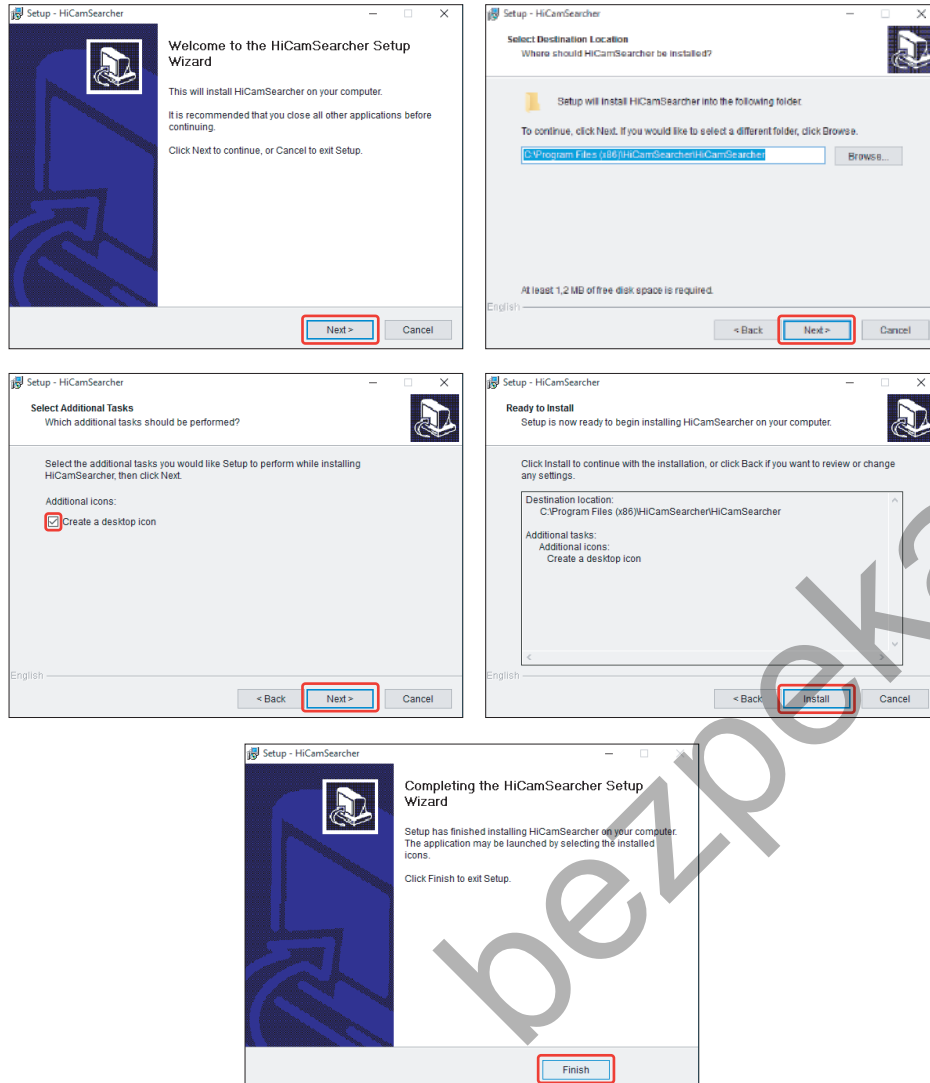 Setup - HiCamSearcher
Welcome to the HiCamSearcher Setup
Wizard
This will install HiCamSearcher on your computer.
It is recommended that you close all other applications before
continuing.
Click Next to continue, or Cancel to exit Setup.
Next >
Cancel
Setup - HiCamSearcher
Select Destination Location
Where should HiCamSearcher be installed?
Setup will install HiCamSearcher into the following folder.
To continue, click Next. If you would like to select a different folder, click Browse.
C:\Program Files (x86)\HiCamSearcher\HiCamSearcher
Browse...
At least 1,2 MB of free disk space is required.
English
< Back
Next >
Cancel
Setup - HiCamSearcher
Select Additional Tasks
Which additional tasks should be performed?
Select the additional tasks you would like Setup to perform while installing
HiCamSearcher, then click Next.
Additional icons:
Create a desktop icon
English
< Back
Next >
Cancel
Setup - HiCamSearcher
Ready to Install
Setup is now ready to begin installing HiCamSearcher on your computer.
Click Install to continue with the installation, or click Back if you want to review or change
any settings.
Destination location:
C:\Program Files (x86)\HiCamSearcher\HiCamSearcher
Additional tasks:
Additional icons:
Create a desktop icon
English
< Back
Install
Cancel
Setup - HiCamSearcher
Completing the HiCamSearcher Setup
Wizard
Setup has finished installing HiCamSearcher on your computer.
The application may be launched by selecting the installed
icons.
Click Finish to exit Setup.
Finish
bezpeka